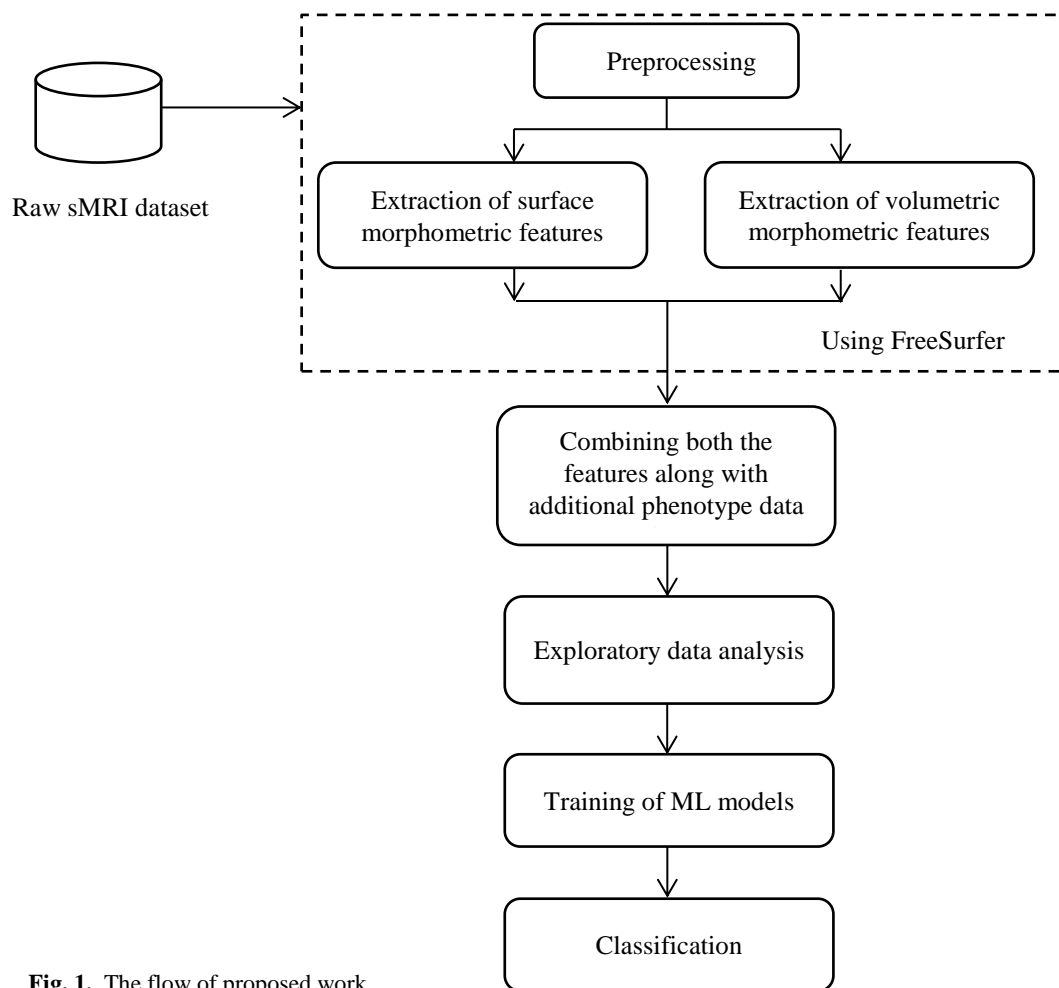 Preprocessing
Raw sMRI dataset
Extraction of surface
morphometric features
Extraction of volumetric
morphometric features
Using FreeSurfer
Combining both the
features along with
additional phenotype data
Exploratory data analysis
Training of ML models
Classification
Fig. 1. The flow of proposed work